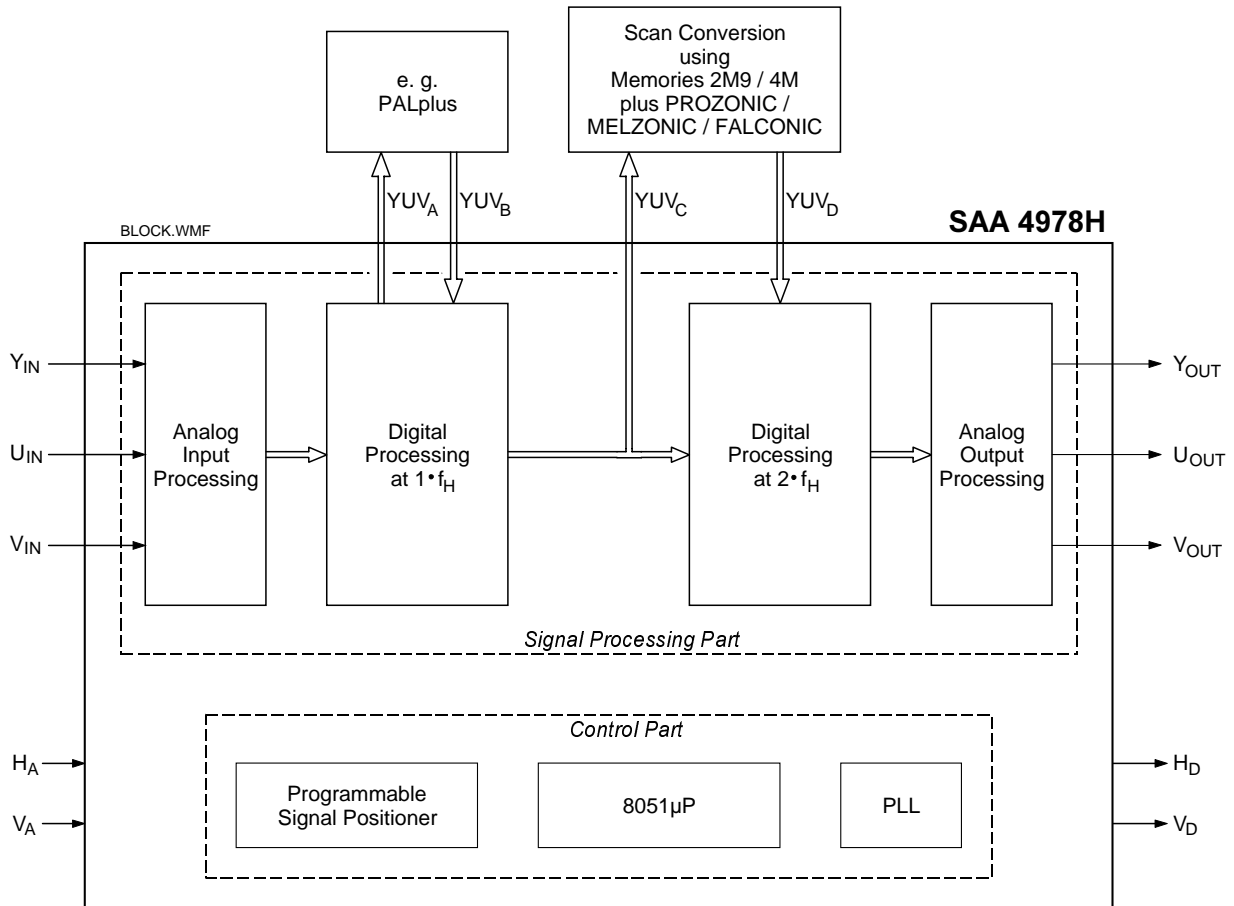 Scan Conversion
using
Memories 2M9 / 4M
plus PROZONIC /
MELZONIC / FALCONIC
e. g.
PALplus
YUVA
YUVB
YUVC
YUVD
BLOCK.WMF
SAA 4978H
YIN
UIN
VIN
Analog
Input
Processing
Digital
Processing
at 1•fH
Digital
Processing
at 2•fH
Analog
Output
Processing
YOUT
UOUT
VOUT
Signal Processing Part
Control Part
HA
VA
Programmable
Signal Positioner
8051µP
PLL
HD
VD